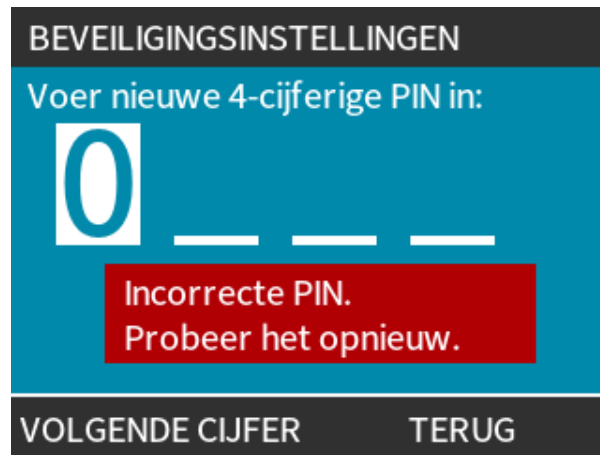 BEVEILIGINGSINSTELLINGEN
Voer nieuwe 4-cijferige PIN in:
0 _ _ _
Incorrecte PIN.
Probeer het opnieuw.
VOLGENDE CIJFER TERUG